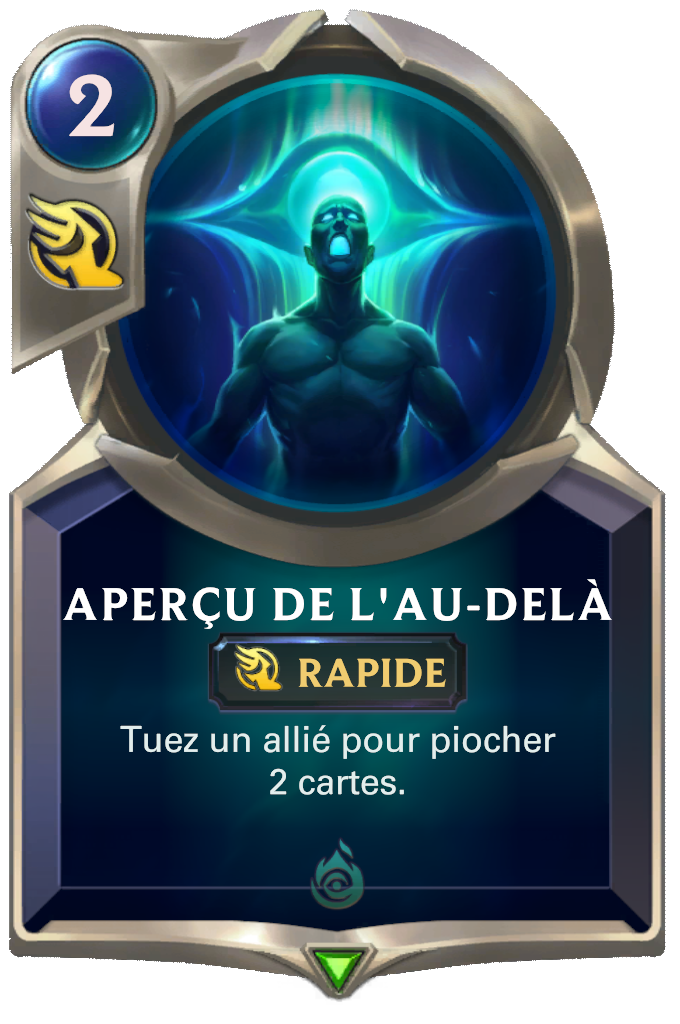 2
APERÇU DE L'AU-DELÀ
RAPIDE
Tuez un allié pour piocher
2 cartes.